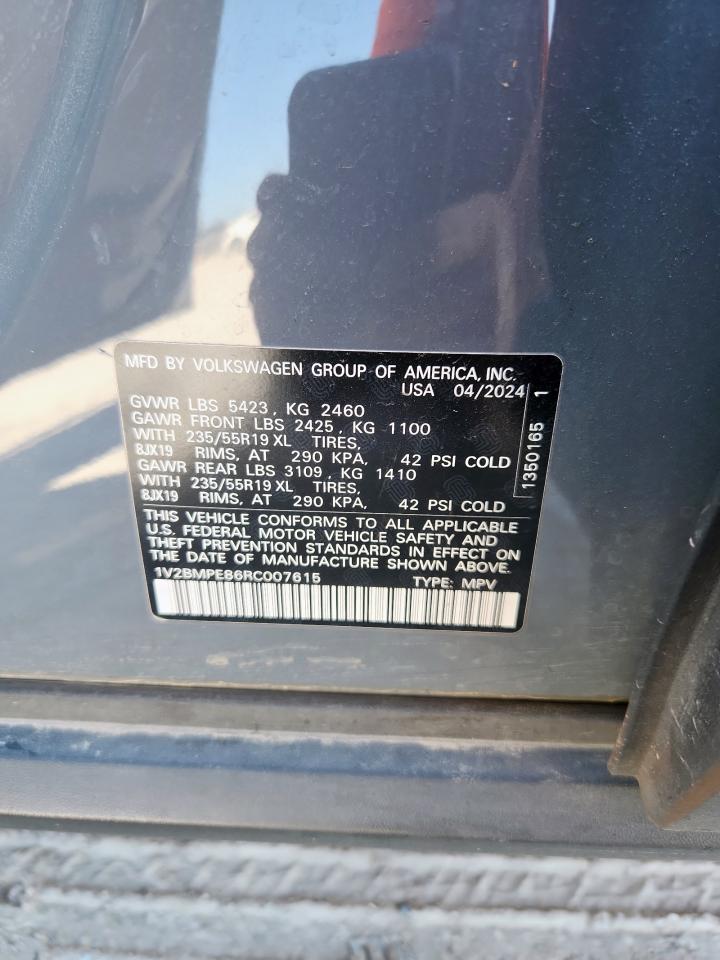 MFD BY VOLKSWAGEN GROUP OF AMERICA, INC.
USA 04/2024
GVWR LBS 5423, KG 2460
GAWR FRONT LBS 2425, KG 1100
WITH 235/55R19 XL TIRES,
8JX19 RIMS, AT 290 KPA, 42 PSI COLD
GAWR REAR LBS 3109, KG 1410
WITH 235/55R19 XL TIRES,
8JX19 RIMS, AT 290 KPA, 42 PSI COLD
THIS VEHICLE CONFORMS TO ALL APPLICABLE
U.S. FEDERAL MOTOR VEHICLE SAFETY AND
THEFT PREVENTION STANDARDS IN EFFECT ON
THE DATE OF MANUFACTURE SHOWN ABOVE.
1V2BMPE86RC007615 TYPE: MPV
1350165 1